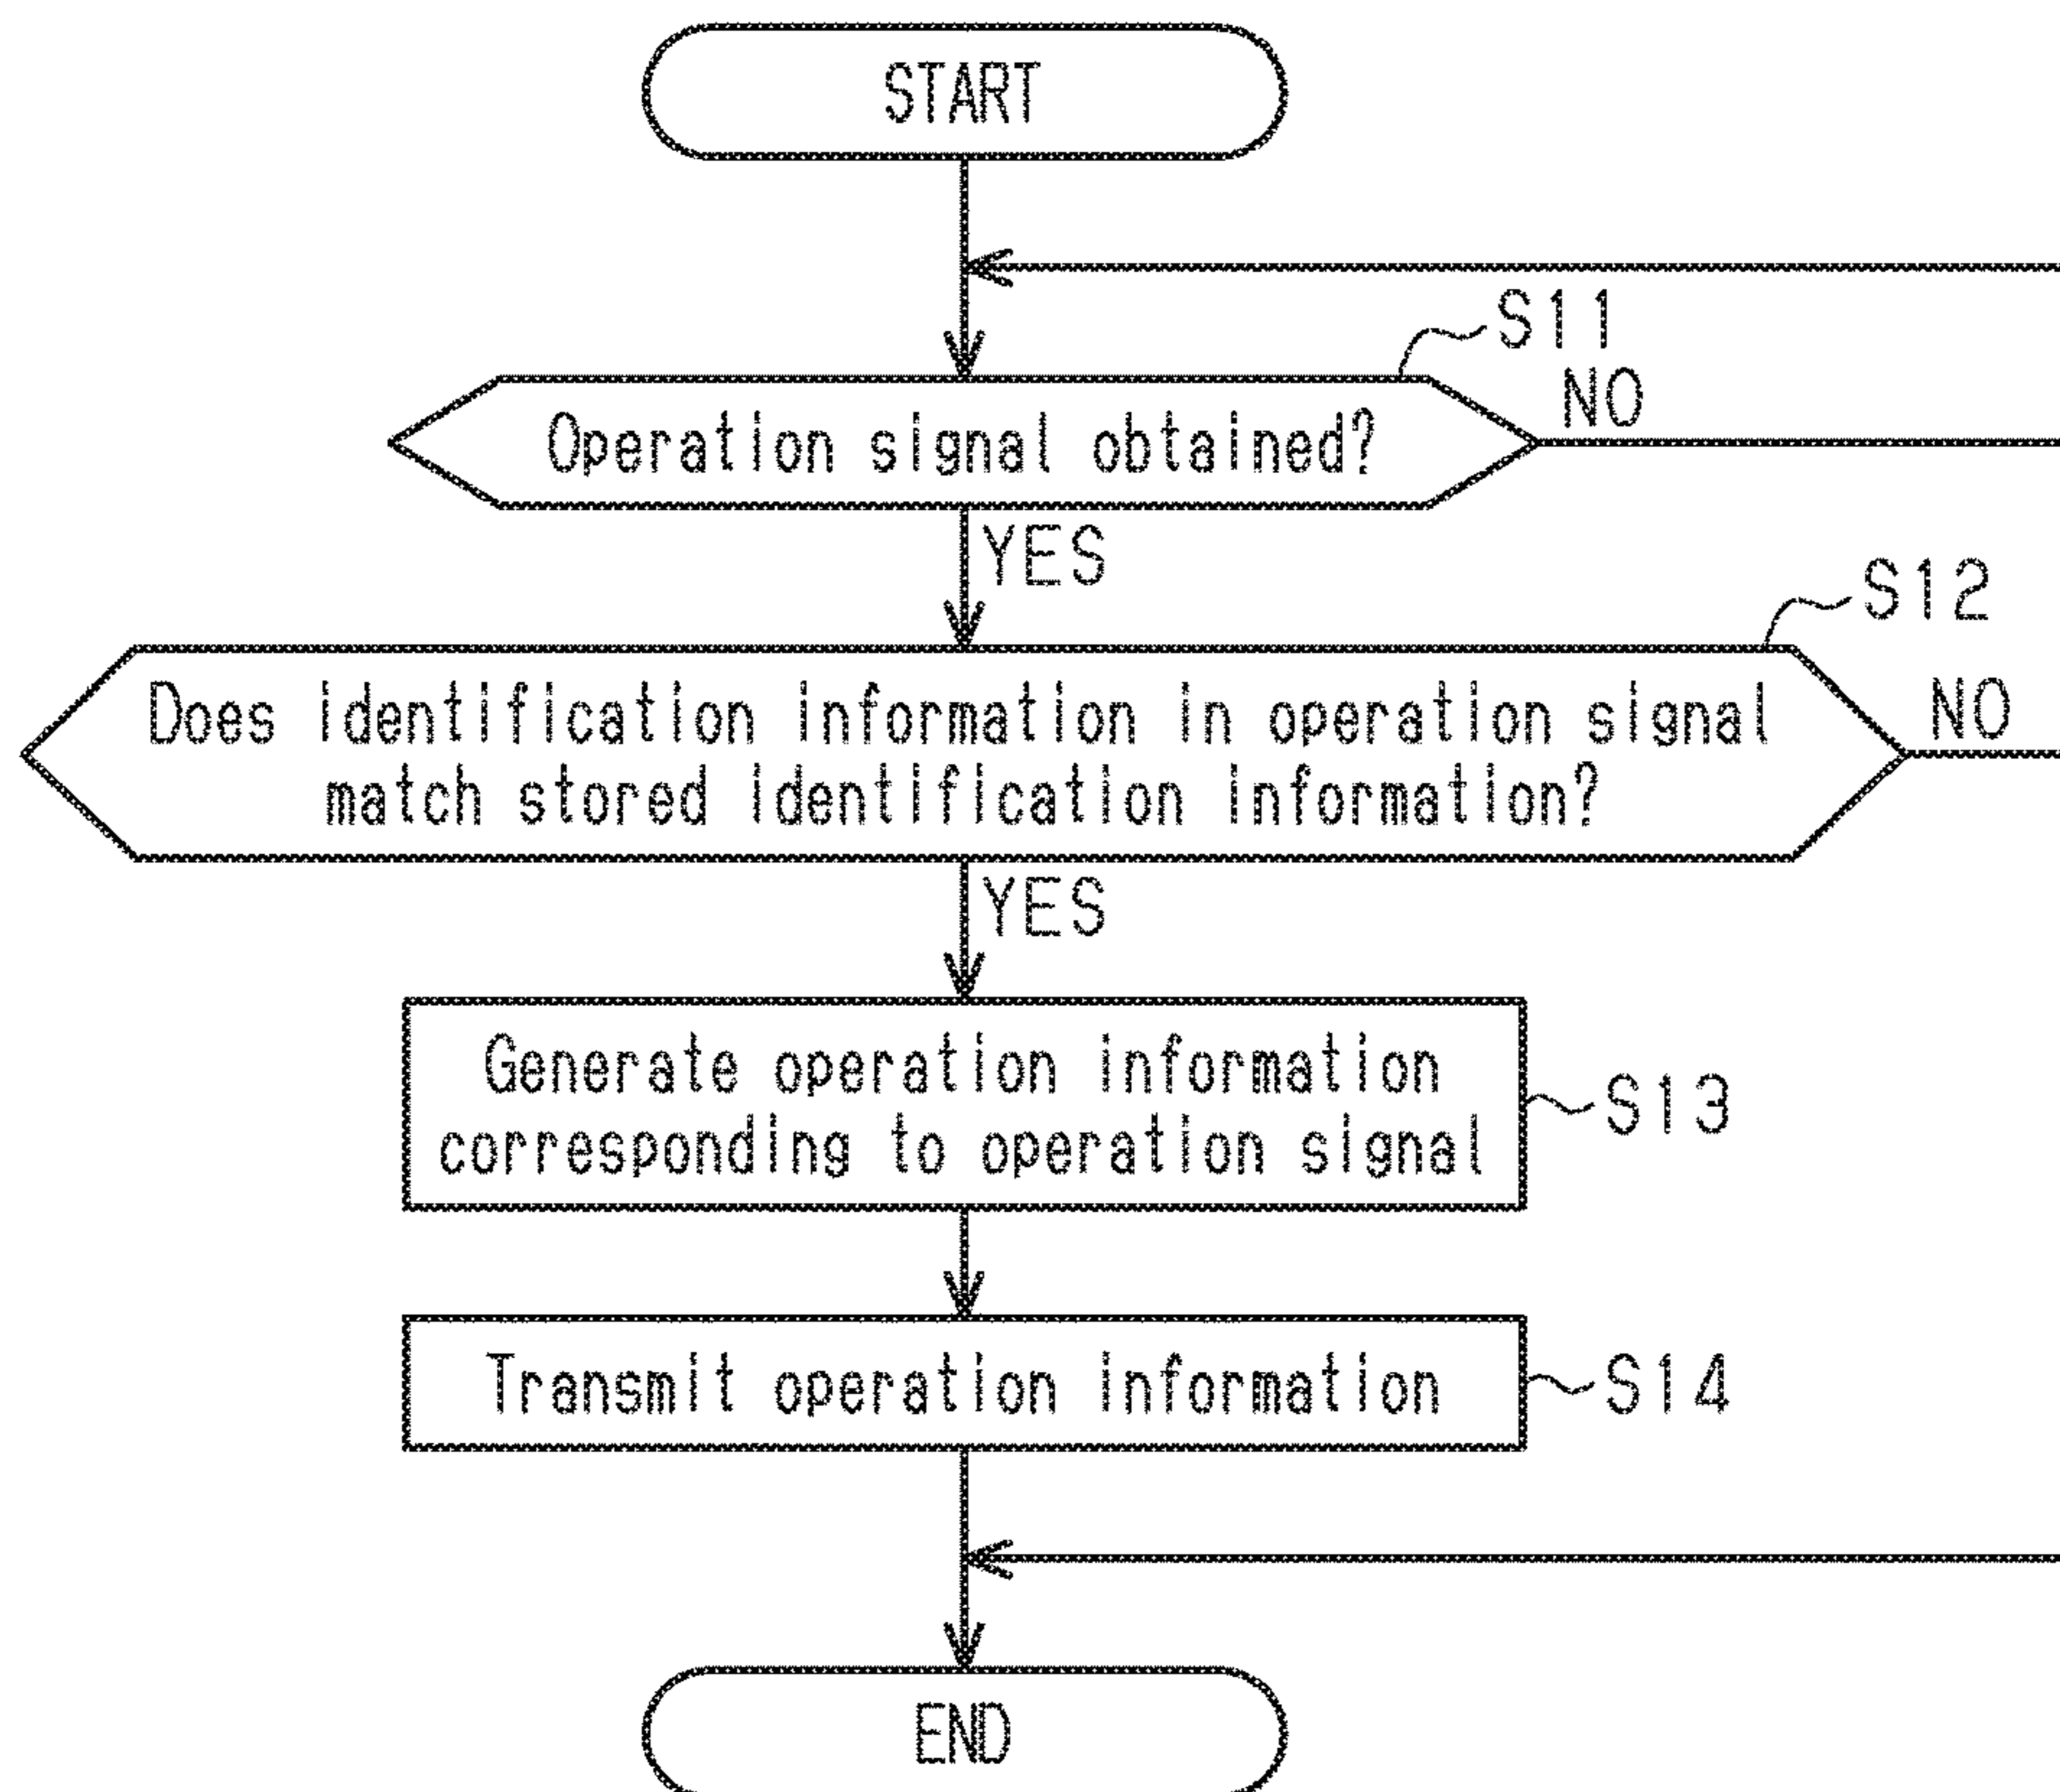 START
S11
NO
Operation signal obtained?
YES
S12
NO
Does identification information in operation signal
match stored identification information?
YES
Generate operation information
corresponding to operation signal
S13
Transmit operation information
S14
END